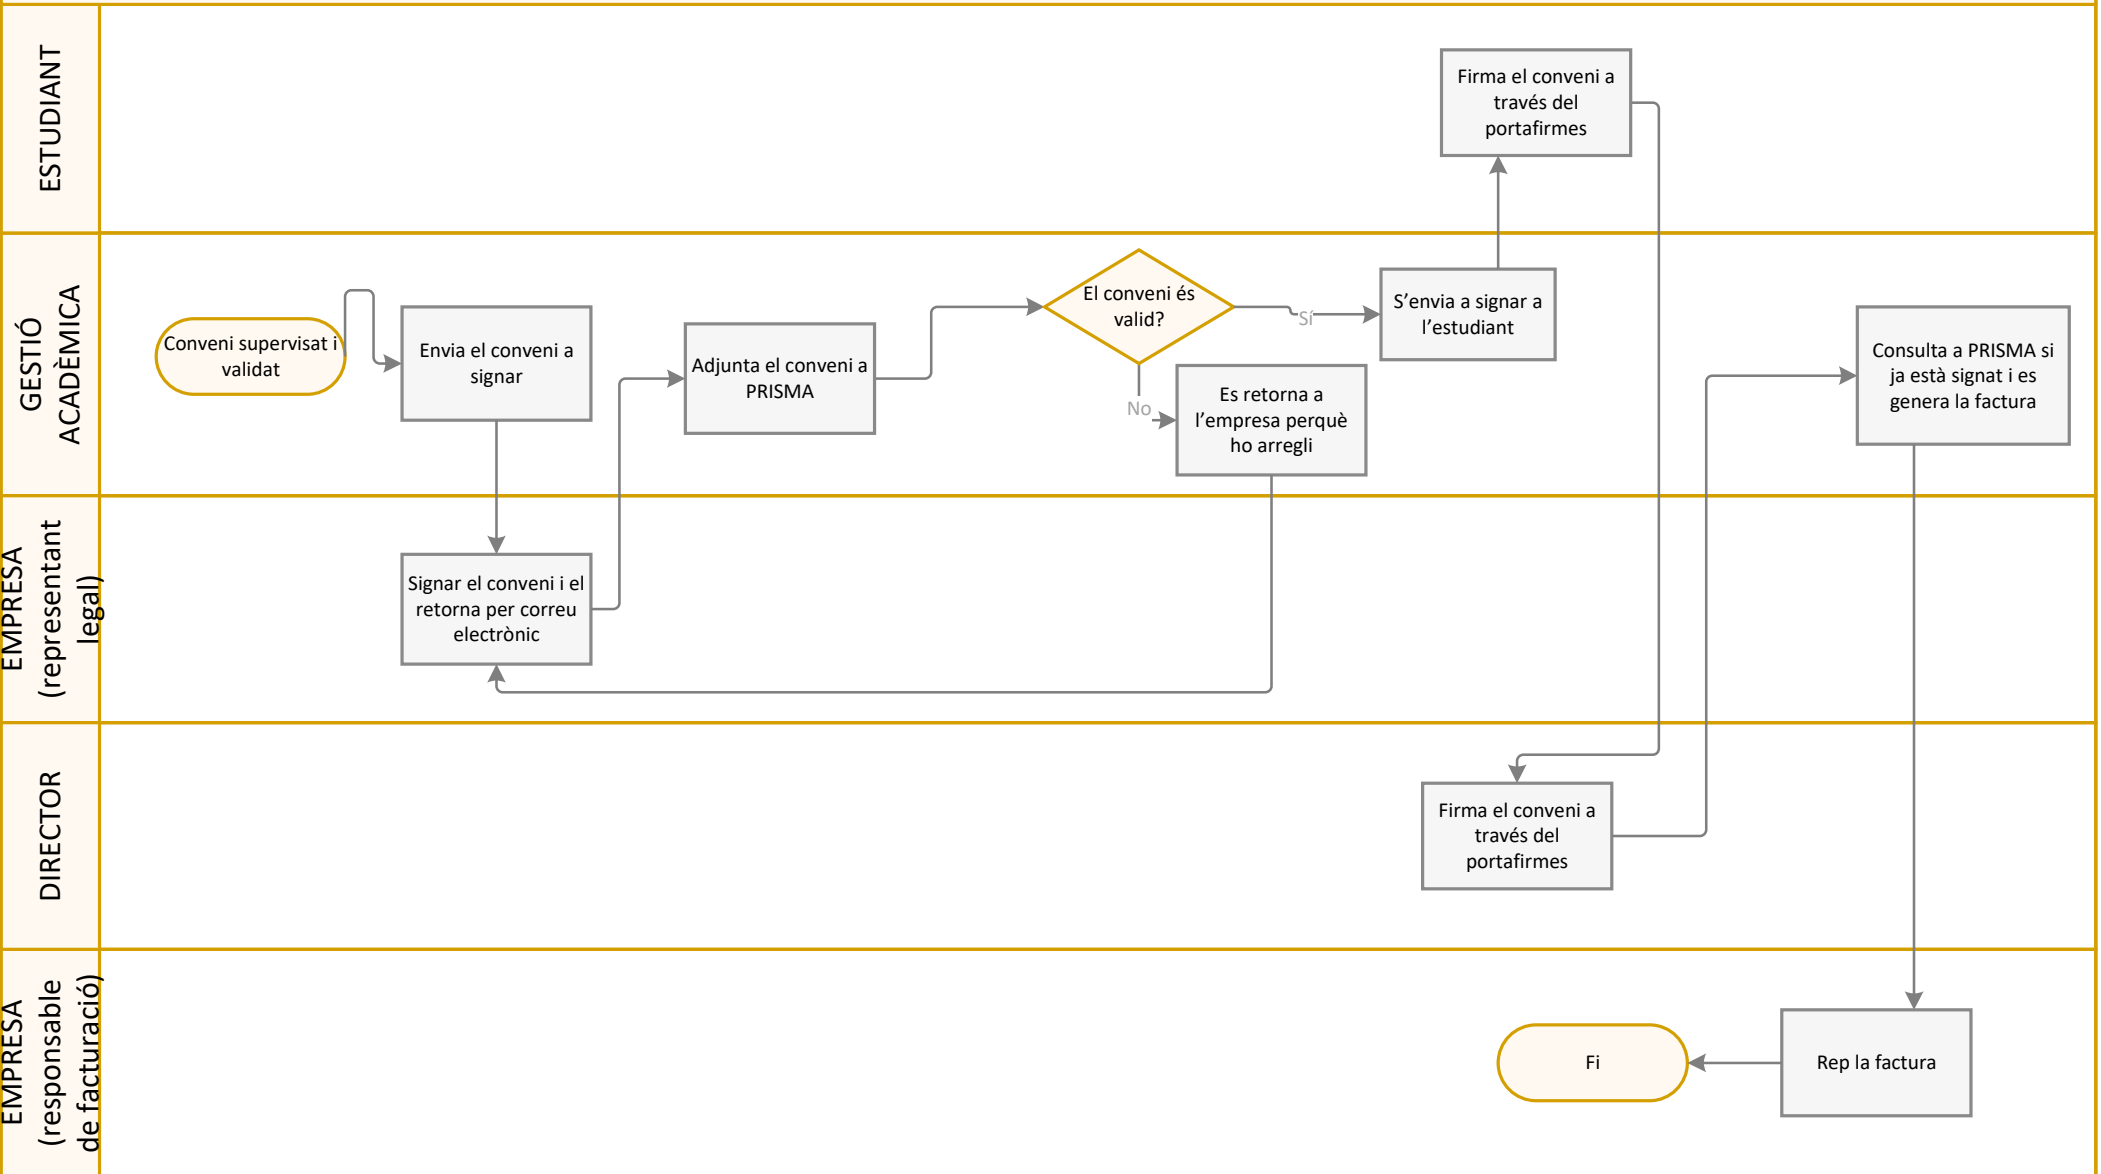 ESTUDIANT
Firma el conveni a
través del
portafirmes
GESTIÓ
ACADÈMICA
Conveni supervisat i
validat
Envia el conveni a
signar
Adjunta el conveni a
PRISMA
El conveni és
valid?
Sí
No
S’envia a signar a
l’estudiant
Es retorna a
l’empresa perquè
ho arregli
Consulta a PRISMA si
ja està signat i es
genera la factura
EMPRESA
(representant
legal)
Signar el conveni i el
retorna per correu
electrònic
DIRECTOR
Firma el conveni a
través del
portafirmes
EMPRESA
(responsable
de facturació)
Fi
Rep la factura